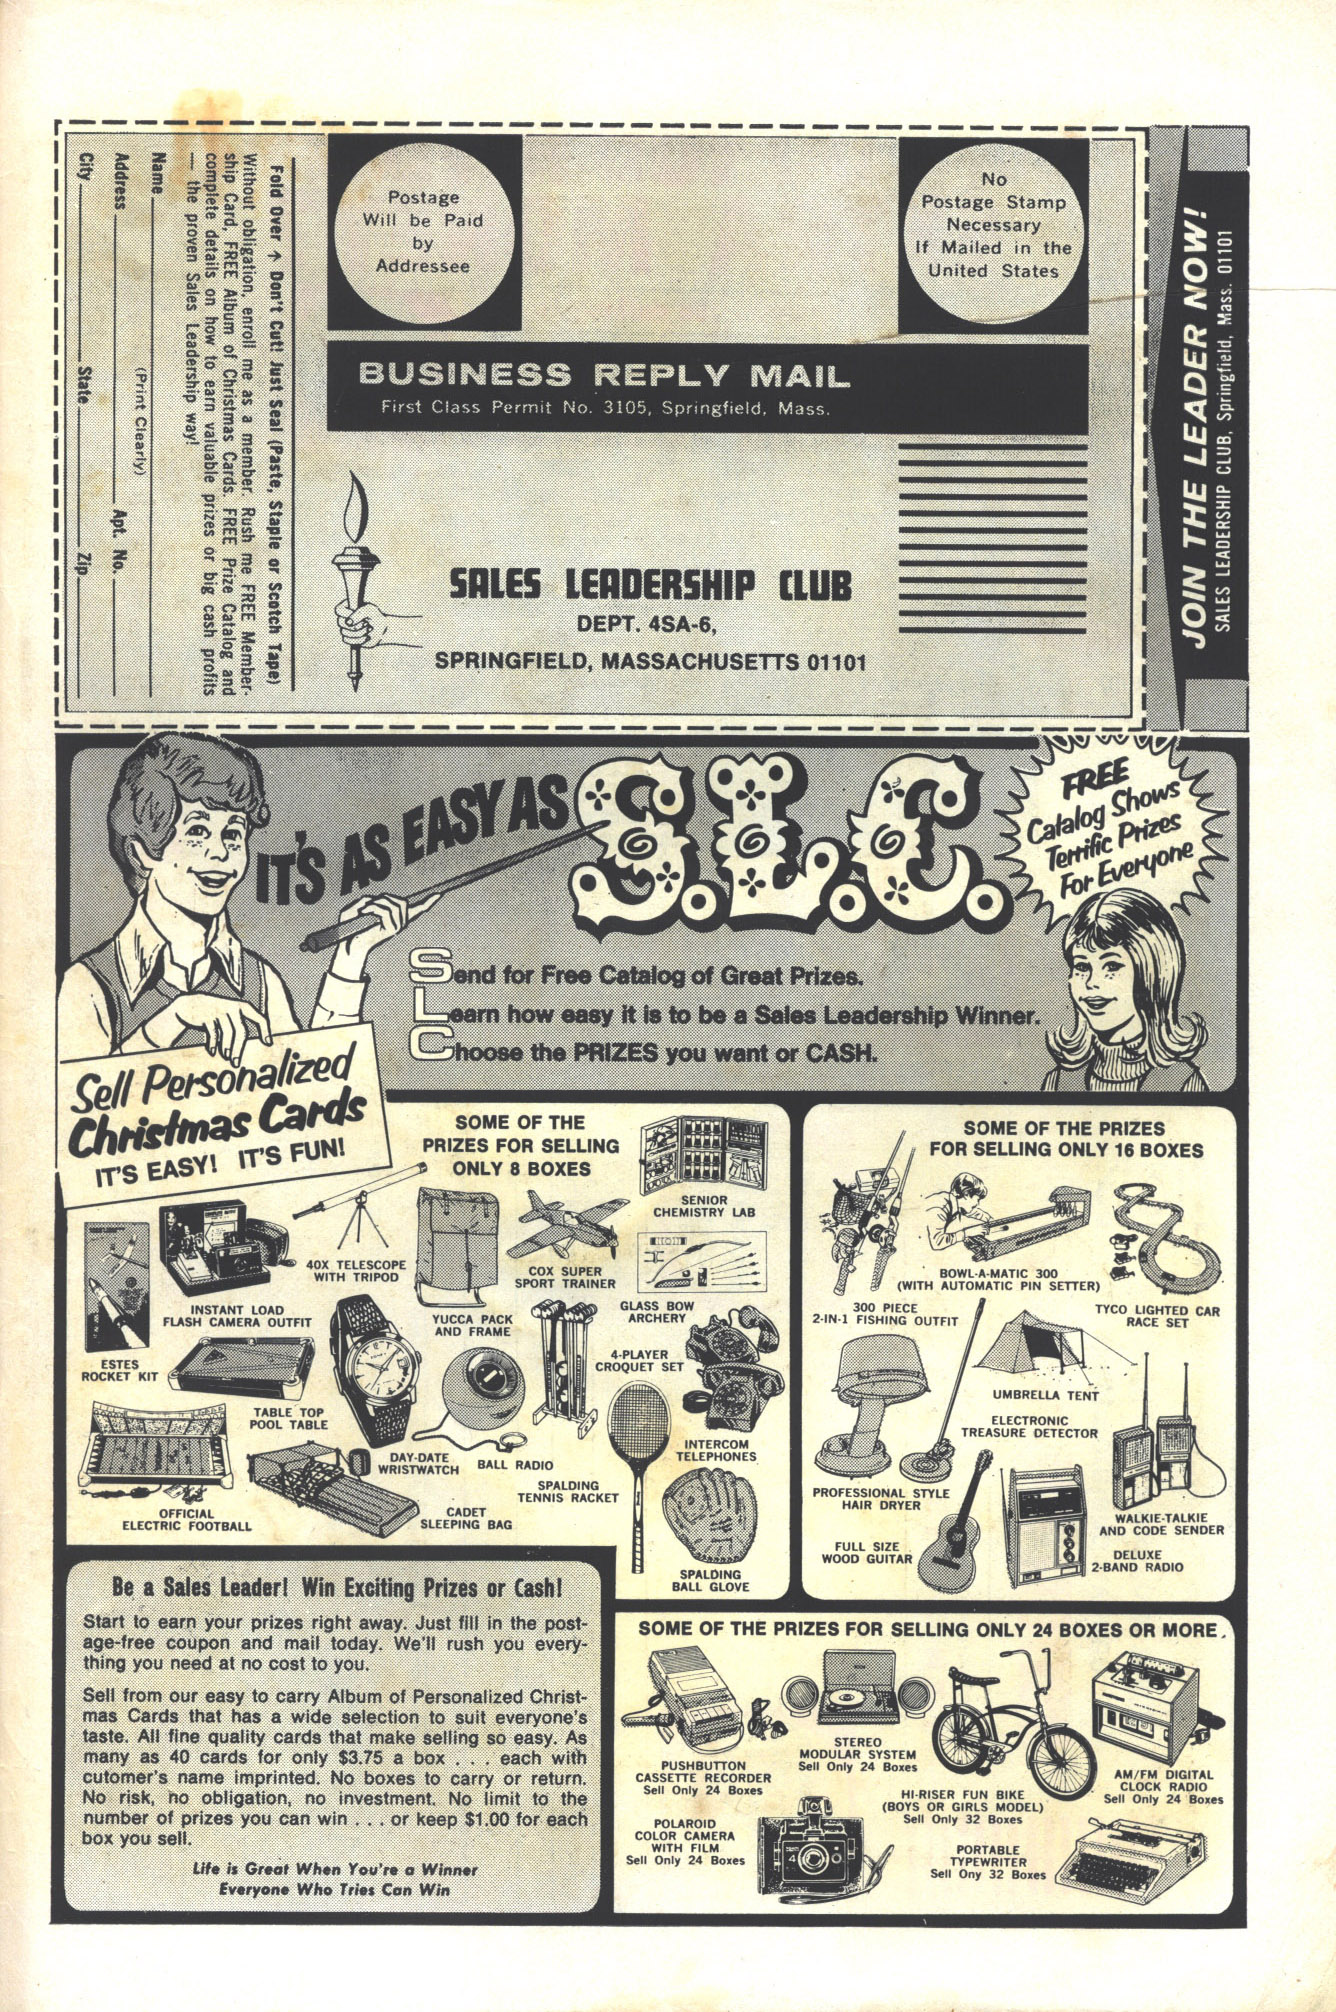 Postage
Will be Paid
by
Addressee
No
Postage Stamp
Necessary
If Mailed in the
United States
BUSINESS REPLY MAIL
First Class Permit No. 3105, Springfield, Mass.
SALES LEADERSHIP CLUB
DEPT. 4SA-6,
SPRINGFIELD, MASSACHUSETTS 01101
Fold Over ↑ Don't Cut! Just Seal (Paste, Staple or Scotch Tape)
Without obligation, enroll me as a member. Rush me FREE Member-
ship Card, FREE Album of Christmas Cards. FREE Prize Catalog and
complete details on how to earn valuable prizes or big cash profits
— the proven Sales Leadership way!
Name
(Print Clearly)
Address Apt. No.
City State Zip
JOIN THE LEADER NOW!
SALES LEADERSHIP CLUB, Springfield, Mass. 01101
IT'S AS EASY AS
S.L.C.
FREE
Catalog Shows
Terrific Prizes
For Everyone
Send for Free Catalog of Great Prizes.
Learn how easy it is to be a Sales Leadership Winner.
Choose the PRIZES you want or CASH.
Sell Personalized
Christmas Cards
IT'S EASY! IT'S FUN!
SOME OF THE
PRIZES FOR SELLING
ONLY 8 BOXES
SENIOR
CHEMISTRY LAB
40X TELESCOPE
WITH TRIPOD
COX SUPER
SPORT TRAINER
INSTANT LOAD
FLASH CAMERA OUTFIT
YUCCA PACK
AND FRAME
GLASS BOW
ARCHERY
ESTES
ROCKET KIT
4-PLAYER
CROQUET SET
TABLE TOP
POOL TABLE
INTERCOM
TELEPHONES
DAY-DATE
WRISTWATCH
BALL RADIO
SPALDING
TENNIS RACKET
OFFICIAL
ELECTRIC FOOTBALL
CADET
SLEEPING BAG
SPALDING
BALL GLOVE
SOME OF THE PRIZES
FOR SELLING ONLY 16 BOXES
BOWL-A-MATIC 300
(WITH AUTOMATIC PIN SETTER)
300 PIECE
2-IN-1 FISHING OUTFIT
TYCO LIGHTED CAR
RACE SET
UMBRELLA TENT
ELECTRONIC
TREASURE DETECTOR
PROFESSIONAL STYLE
HAIR DRYER
WALKIE-TALKIE
AND CODE SENDER
FULL SIZE
WOOD GUITAR
DELUXE
2-BAND RADIO
Be a Sales Leader! Win Exciting Prizes or Cash!
Start to earn your prizes right away. Just fill in the post-
age-free coupon and mail today. We'll rush you every-
thing you need at no cost to you.
Sell from our easy to carry Album of Personalized Christ-
mas Cards that has a wide selection to suit everyone's
taste. All fine quality cards that make selling so easy. As
many as 40 cards for only $3.75 a box . . . each with
cutomer's name imprinted. No boxes to carry or return.
No risk, no obligation, no investment. No limit to the
number of prizes you can win . . . or keep $1.00 for each
box you sell.
Life is Great When You're a Winner
Everyone Who Tries Can Win
SOME OF THE PRIZES FOR SELLING ONLY 24 BOXES OR MORE.
PUSHBUTTON
CASSETTE RECORDER
Sell Only 24 Boxes
STEREO
MODULAR SYSTEM
Sell Only 24 Boxes
HI-RISER FUN BIKE
(BOYS OR GIRLS MODEL)
Sell Only 32 Boxes
AM/FM DIGITAL
CLOCK RADIO
Sell Only 24 Boxes
POLAROID
COLOR CAMERA
WITH FILM
Sell Only 24 Boxes
PORTABLE
TYPEWRITER
Sell Ony 32 Boxes